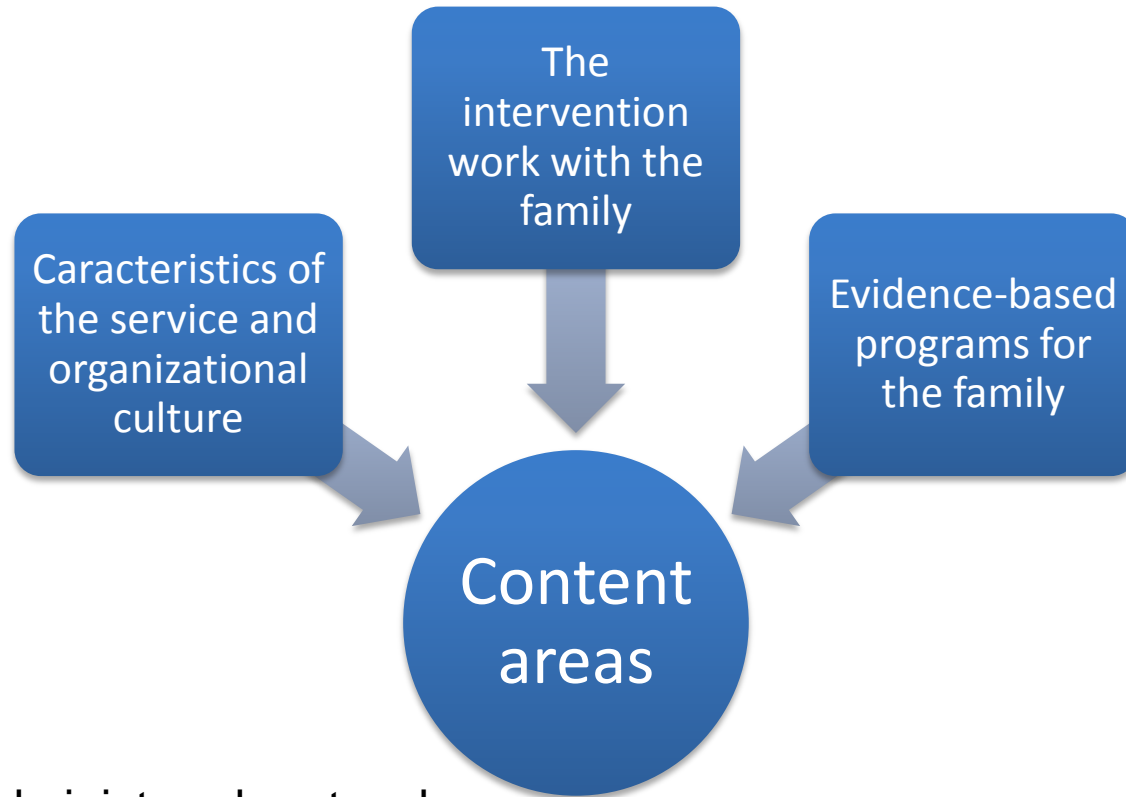 The
intervention
work with the
family
Caracteristics of
the service and
organizational
culture
Evidence-based
programs for
the family
Content
areas